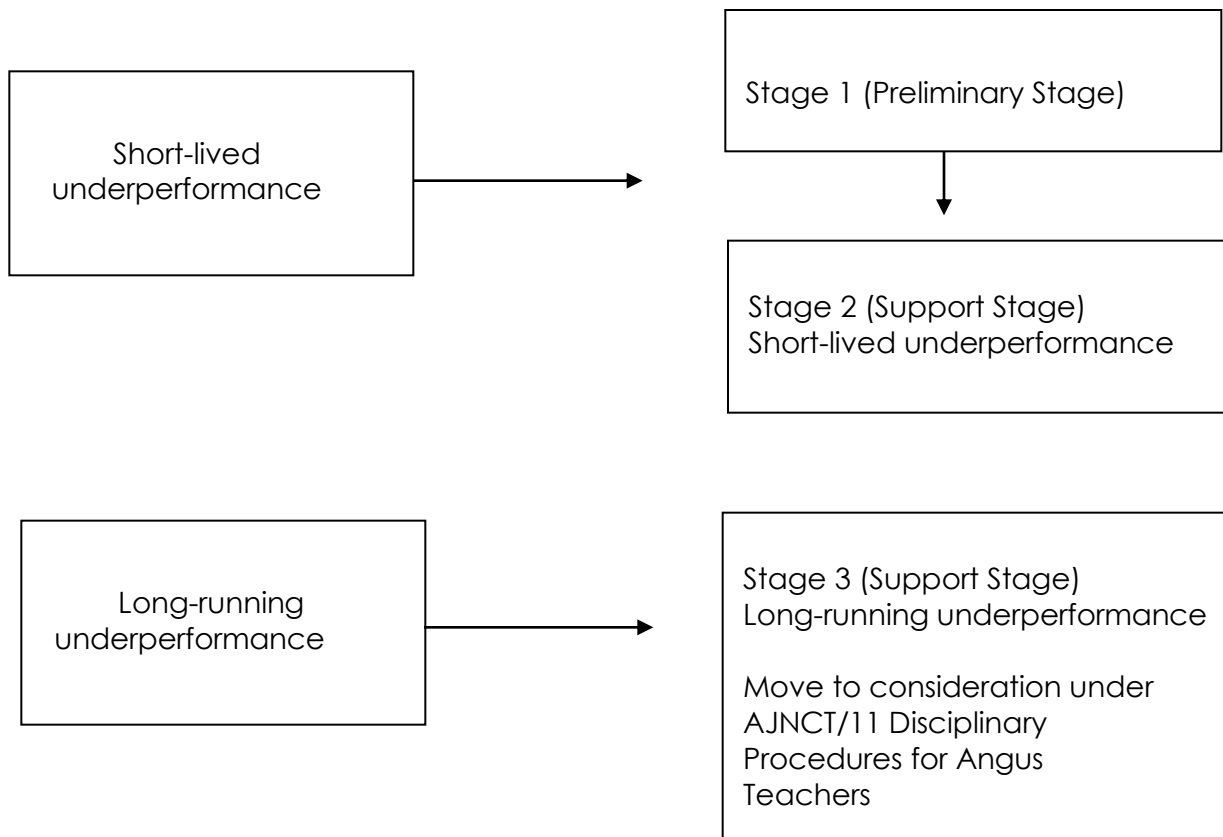 Short-lived
underperformance
Stage 1 (Preliminary Stage)
Stage 2 (Support Stage)
Short-lived underperformance
Long-running
underperformance
Stage 3 (Support Stage)
Long-running underperformance
Move to consideration under
AJNCT/11 Disciplinary
Procedures for Angus
Teachers